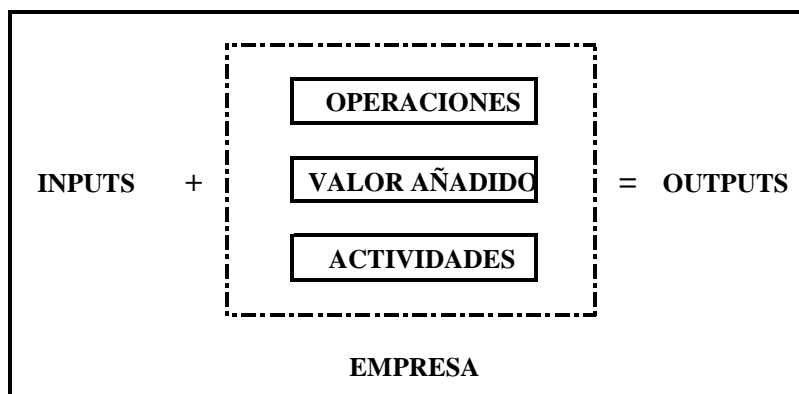 OPERACIONES
INPUTS + VALOR AÑADIDO = OUTPUTS
ACTIVIDADES
EMPRESA